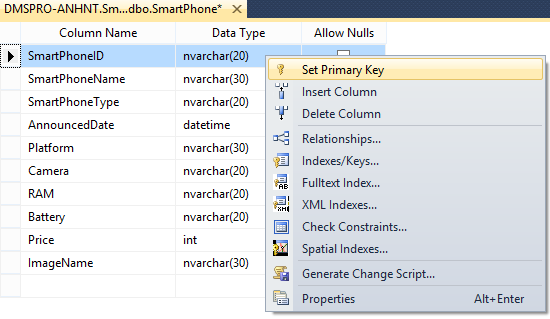 DMSPRO-ANHNT.Sm...dbo.SmartPhone*
Column Name Data Type Allow Nulls
SmartPhoneID nvarchar(20)
SmartPhoneName nvarchar(30)
SmartPhoneType nvarchar(20)
AnnouncedDate datetime
Platform nvarchar(30)
Camera nvarchar(20)
RAM nvarchar(20)
Battery nvarchar(20)
Price int
ImageName nvarchar(30)
Set Primary Key
Insert Column
Delete Column
Relationships...
Indexes/Keys...
Fulltext Index...
XML Indexes...
Check Constraints...
Spatial Indexes...
Generate Change Script...
Properties Alt+Enter